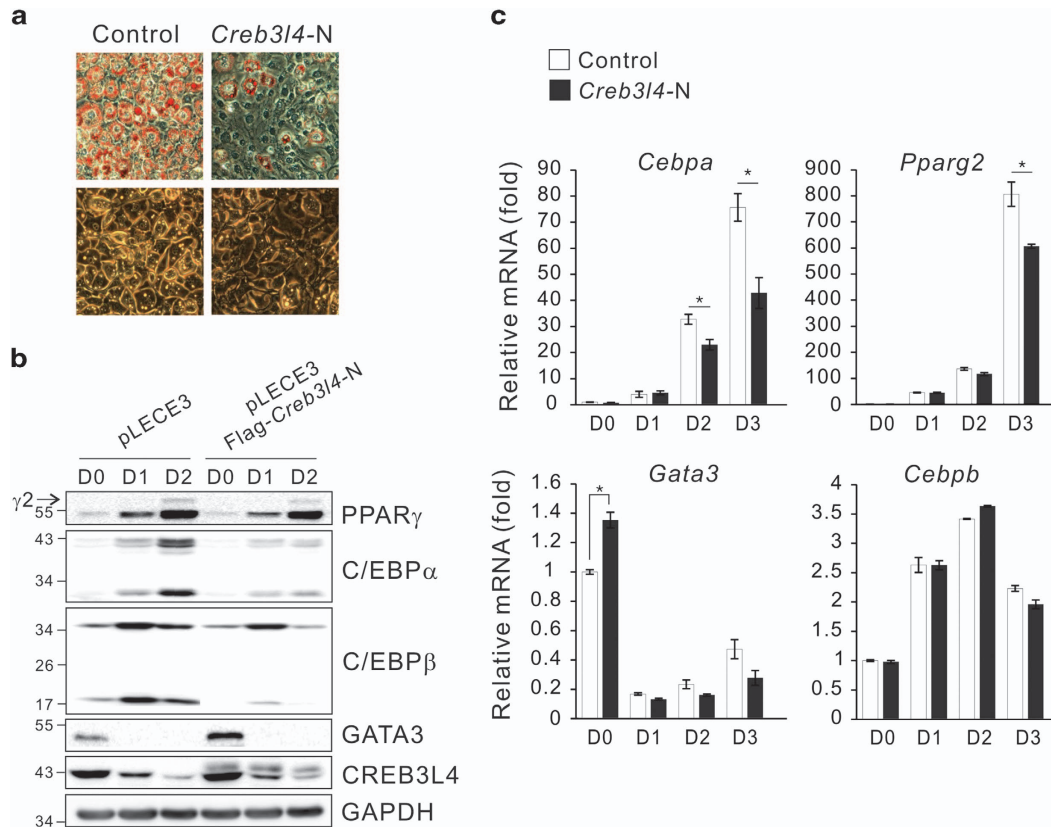 a
Control Creb3l4-N
b
pLECE3
pLECE3
Flag-Creb3l4-N
D0 D1 D2 D0 D1 D2
γ2→
55
PPARγ
43
34
C/EBPα
34
26
17
C/EBPβ
55
GATA3
43
CREB3L4
34
GAPDH
c
Control
Creb3l4-N
Cebpa
Relative mRNA (fold)
90
80
70
60
50
40
30
20
10
0
*
*
D0 D1 D2 D3
Pparg2
900
800
700
600
500
400
300
200
100
0
*
D0 D1 D2 D3
Gata3
Relative mRNA (fold)
1.6
1.4
1.2
1
0.8
0.6
0.4
0.2
0
*
D0 D1 D2 D3
Cebpb
4
3.5
3
2.5
2
1.5
1
0.5
0
D0 D1 D2 D3